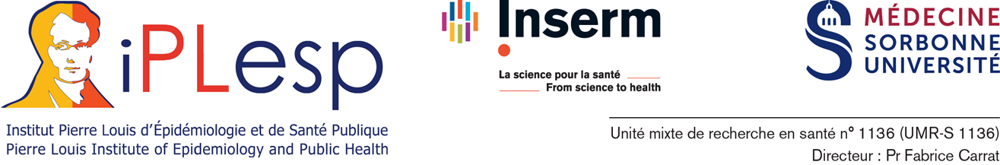 iPLesp
Institut Pierre Louis d'Épidémiologie et de Santé Publique
Pierre Louis Institute of Epidemiology and Public Health
Inserm
La science pour la santé
From science to health
MÉDECINE
SORBONNE
UNIVERSITÉ
Unité mixte de recherche en santé n° 1136 (UMR-S 1136)
Directeur : Pr Fabrice Carrat